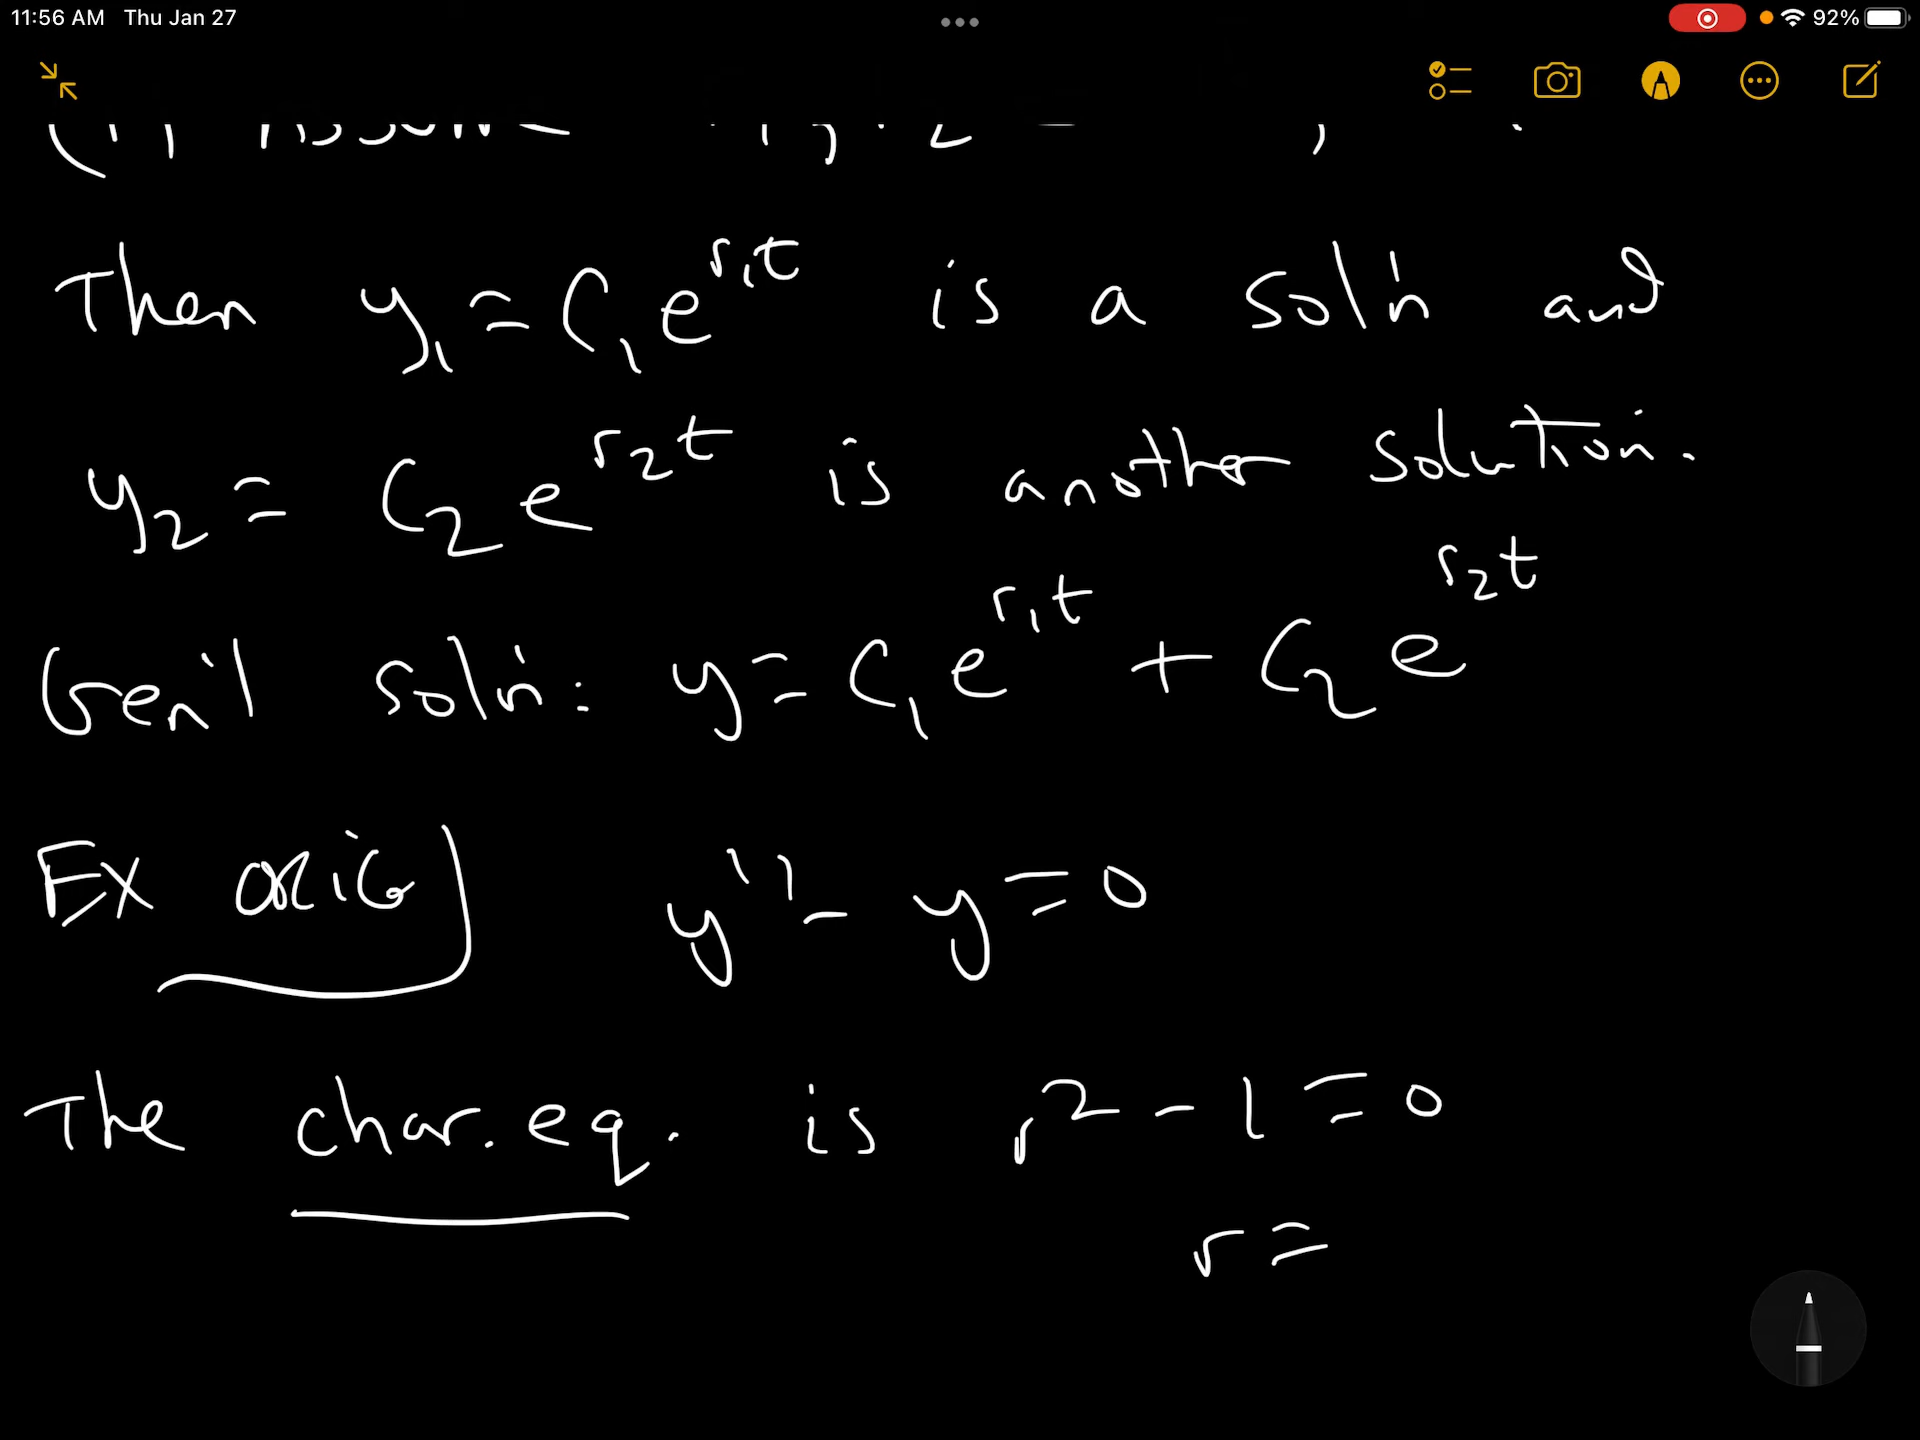 11:56 AM Thu Jan 27 92%
Then y₁ = C₁e^{r₁t} is a sol'n and
y₂ = C₂e^{r₂t} is another solution.
Gen'l sol'n: y = C₁e^{r₁t} + C₂e^{r₂t}
EX ORIG y'' - y = 0
The char. eq. is r² - 1 = 0
r =